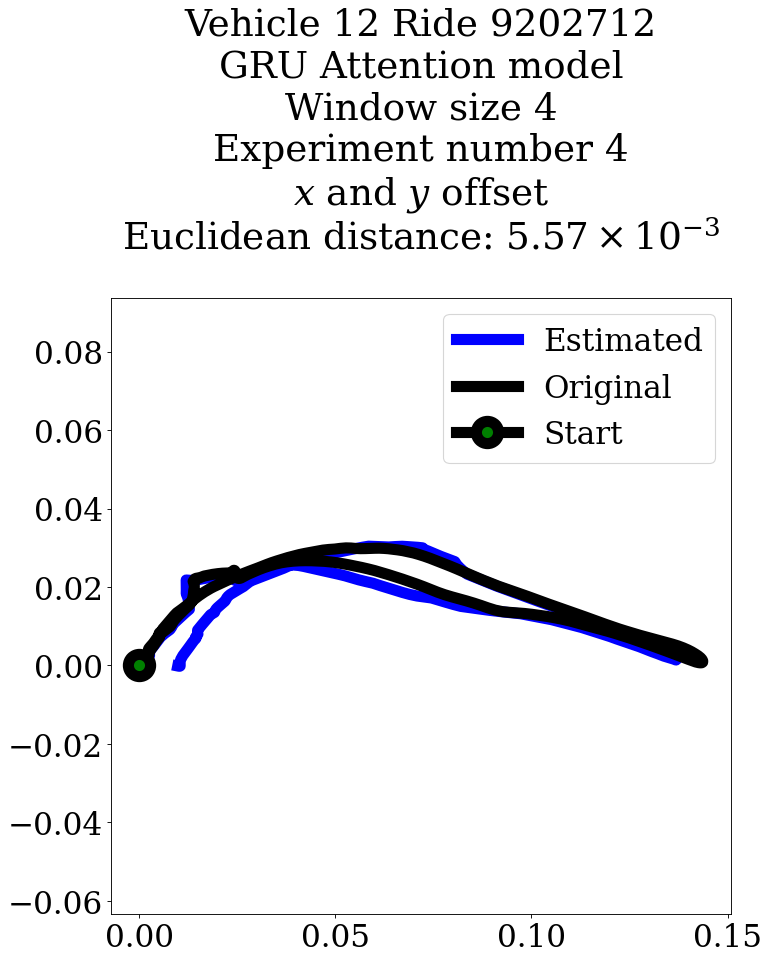 Vehicle 12 Ride 9202712
GRU Attention model
Window size 4
Experiment number 4
x and y offset
Euclidean distance: 5.57 × 10⁻³
Estimated
Original
Start
0.08
0.06
0.04
0.02
0.00
−0.02
−0.04
−0.06
0.00 0.05 0.10 0.15